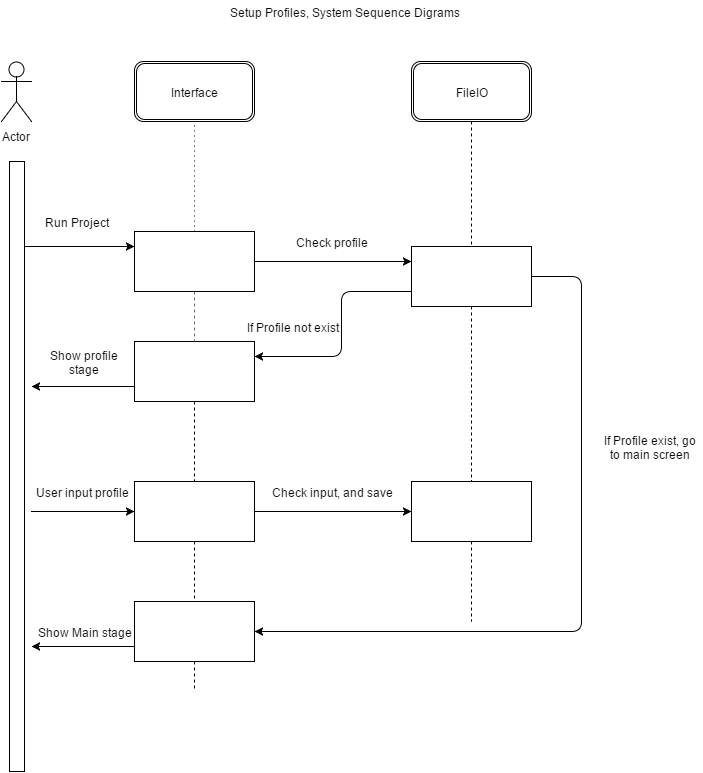 Setup Profiles, System Sequence Digrams
Interface
FileIO
Actor
Run Project
Check profile
If Profile not exist
Show profile
stage
If Profile exist, go
to main screen
User input profile
Check input, and save
Show Main stage